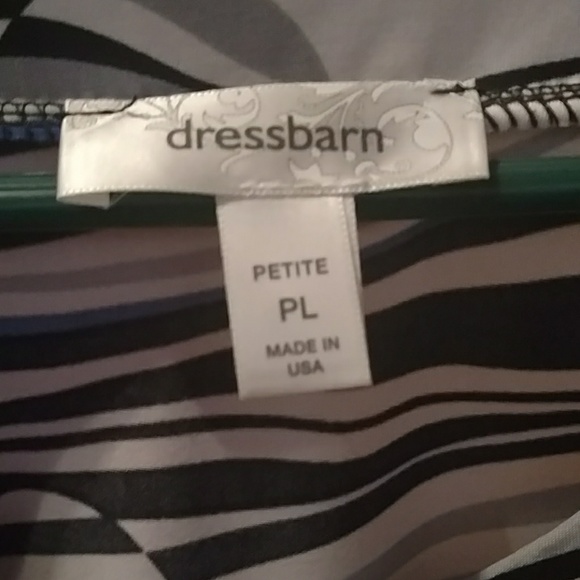 dressbarn
PETITE
PL
MADE IN
USA